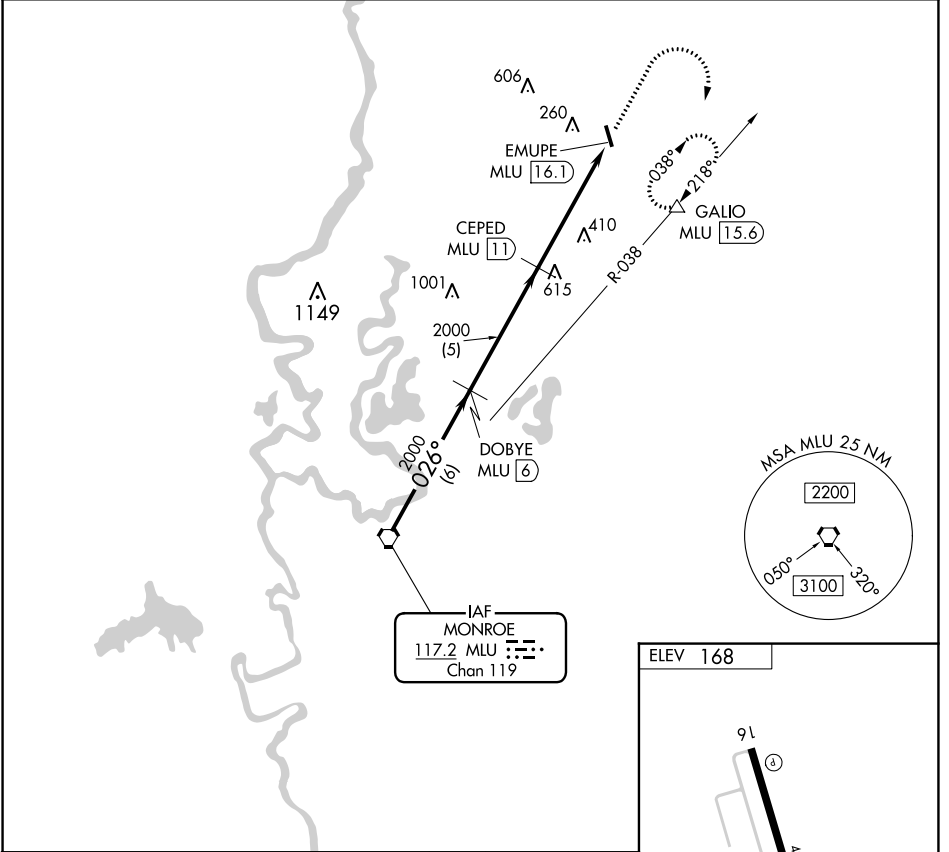 606
260
EMUPE
MLU 16.1
038°
218°
GALIO
MLU 15.6
CEPED
MLU 11
410
R-038
615
1001
1149
2000
(5)
DOBYE
MLU 6
2000
026°
(6)
MSA MLU 25 NM
2200
050°
320°
3100
IAF
MONROE
117.2 MLU
Chan 119
ELEV 168
16
P
A